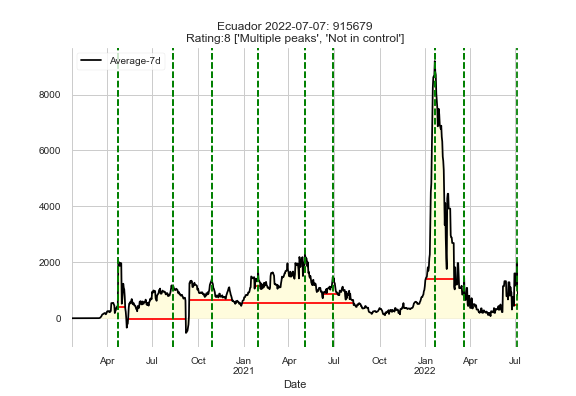 Ecuador 2022-07-07: 915679
Rating:8 ['Multiple peaks', 'Not in control']
Average-7d
8000
6000
4000
2000
0
Apr
Jul
Oct
Jan
2021
Apr
Jul
Oct
Jan
2022
Apr
Jul
Date